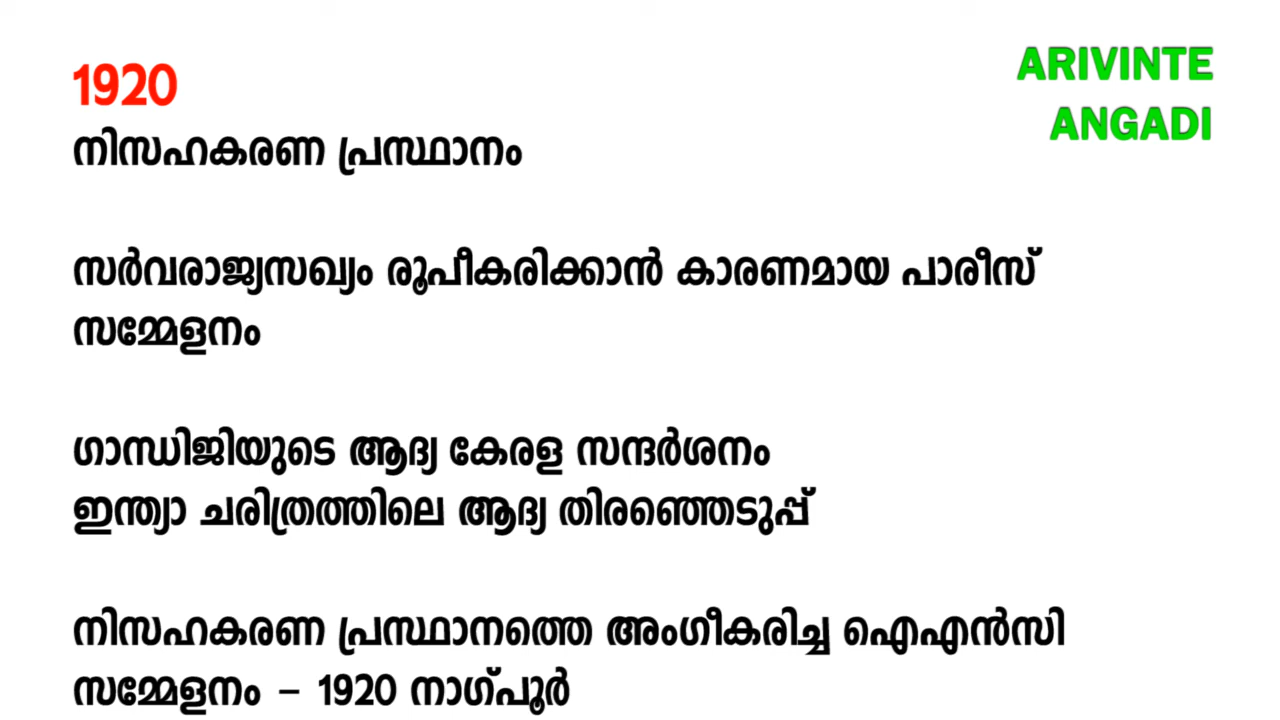 1920
ARIVINTE
ANGADI
നിസഹകരണ പ്രസ്ഥാനം
സർവരാജ്യസഖ്യം രൂപീകരിക്കാൻ കാരണമായ പാരീസ്
സമ്മേളനം
ഗാന്ധിജിയുടെ ആദ്യ കേരള സന്ദർശനം
ഇന്ത്യാ ചരിത്രത്തിലെ ആദ്യ തിരഞ്ഞെടുപ്പ്
നിസഹകരണ പ്രസ്ഥാനത്തെ അംഗീകരിച്ച ഐഎൻസി
സമ്മേളനം – 1920 നാഗ്പൂർ